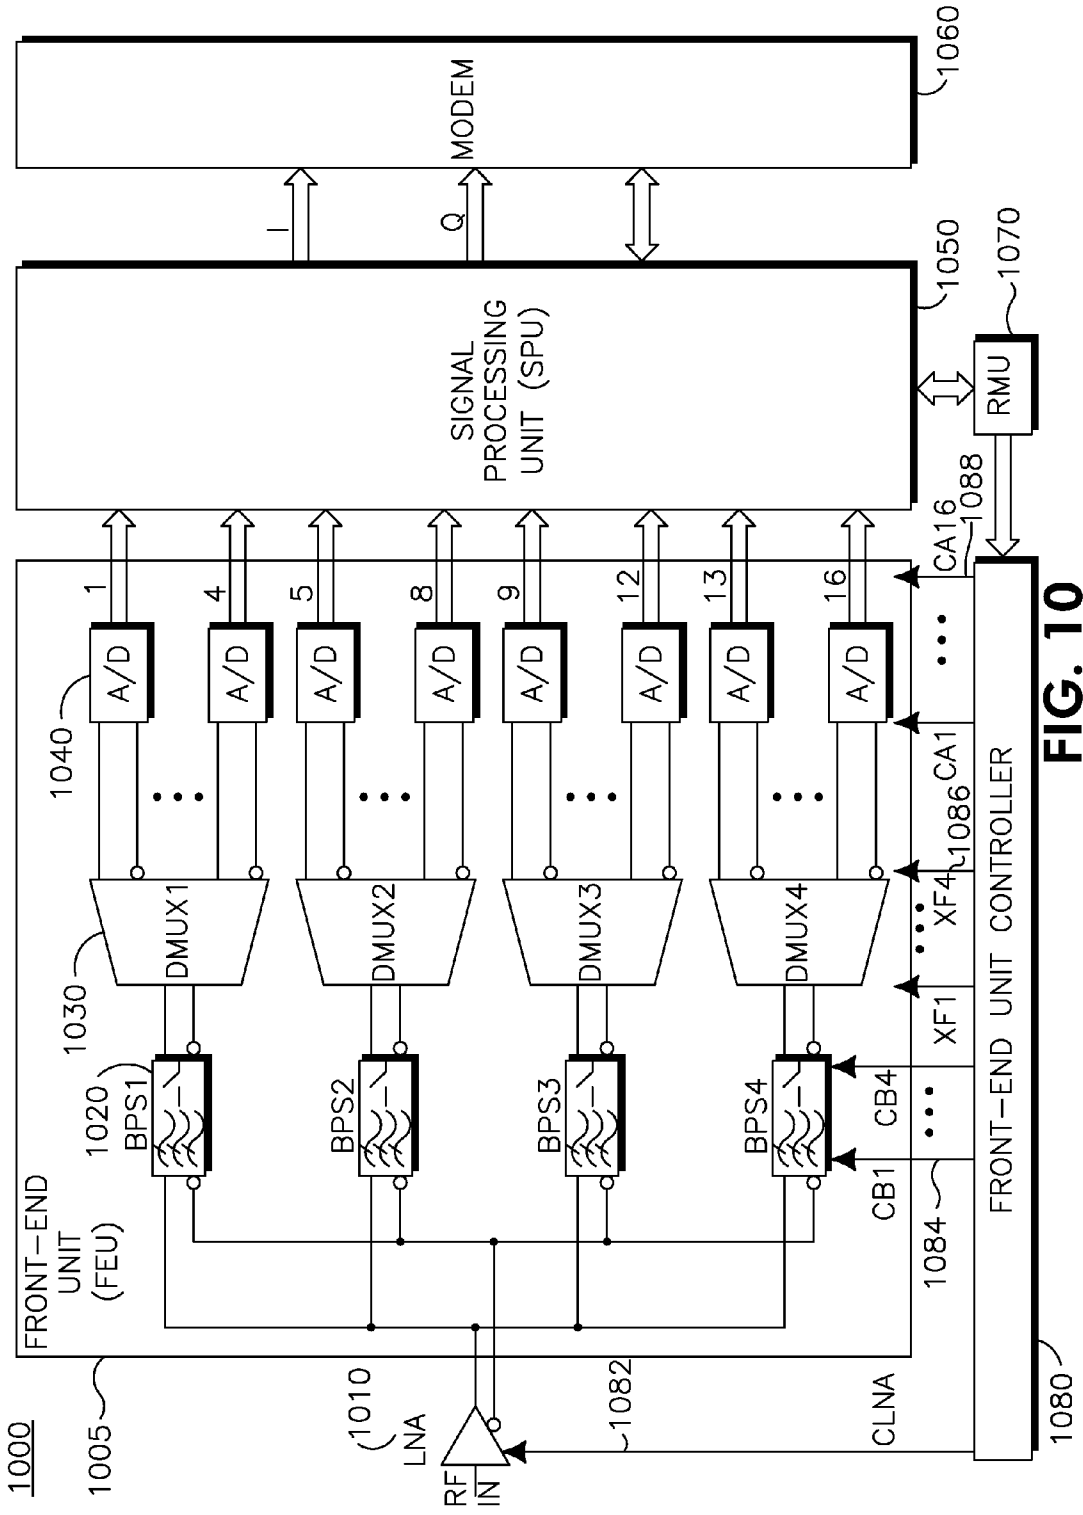 1000
1005
FRONT-END
UNIT
(FEU)
RF
IN
LNA
1010
1020
BPS1
BPS2
BPS3
BPS4
1030
DMUX1
DMUX2
DMUX3
DMUX4
1040
A/D
A/D
A/D
A/D
A/D
A/D
A/D
A/D
1
4
5
8
9
12
13
16
SIGNAL
PROCESSING
UNIT (SPU)
1050
I
Q
MODEM
1060
CLNA
1082
CB1
CB4
1084
XF1
XF4
1086
CA1
CA16
1088
FRONT-END UNIT CONTROLLER
1080
RMU
1070
FIG. 10